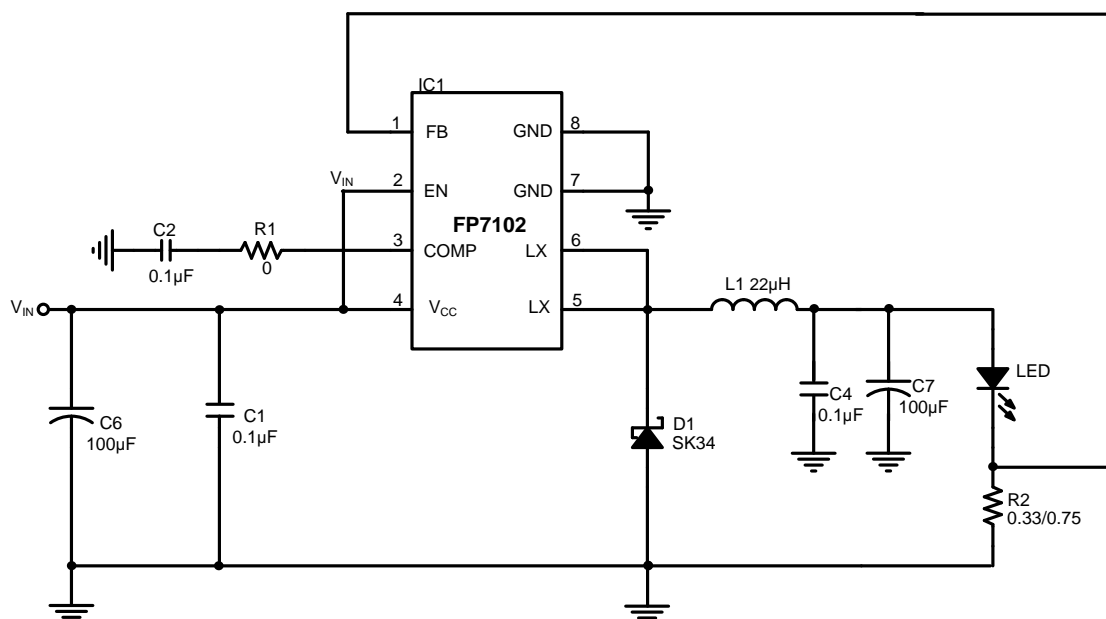 IC1
1 FB GND 8
VIN 2 EN GND 7
FP7102
C2 R1 3 COMP LX 6
0.1µF 0
L1 22µH
VIN 4 VCC LX 5
LED
C6 100µF
C1 0.1µF
C4 0.1µF
C7 100µF
D1
SK34
R2
0.33/0.75